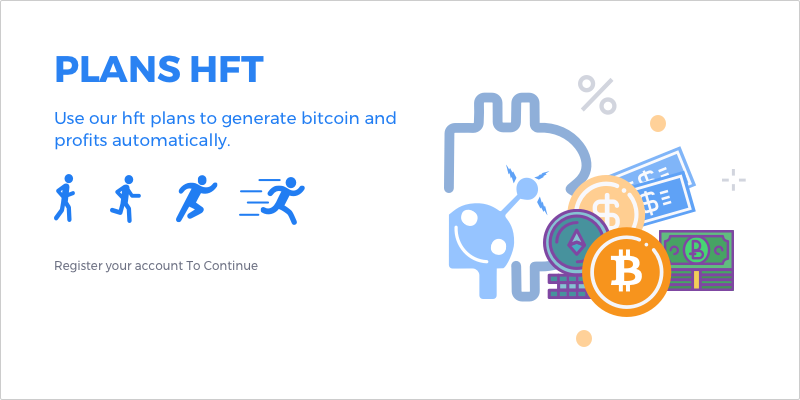 PLANS HFT
Use our hft plans to generate bitcoin and
profits automatically.
Register your account To Continue